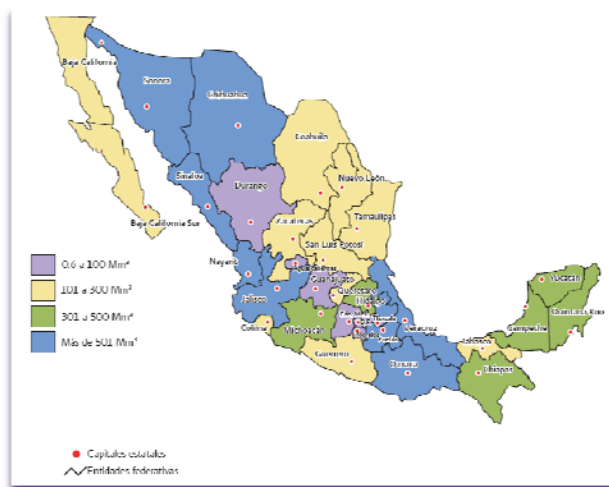 Baja California
Sonora
Chihuahua
Coahuila
Sinaloa
Durango
Nuevo León
Tamaulipas
Baja California Sur
Zacatecas
San Luis Potosí
Nayarit
Guanajuato
Querétaro
Hidalgo
Jalisco
Colima
Michoacán
Veracruz
Puebla
Guerrero
Oaxaca
Tabasco
Yucatán
Quintana Roo
Campeche
Chiapas
0.6 a 100 Mm³
101 a 300 Mm³
301 a 500 Mm³
Más de 501 Mm³
Capitales estatales
Entidades federativas